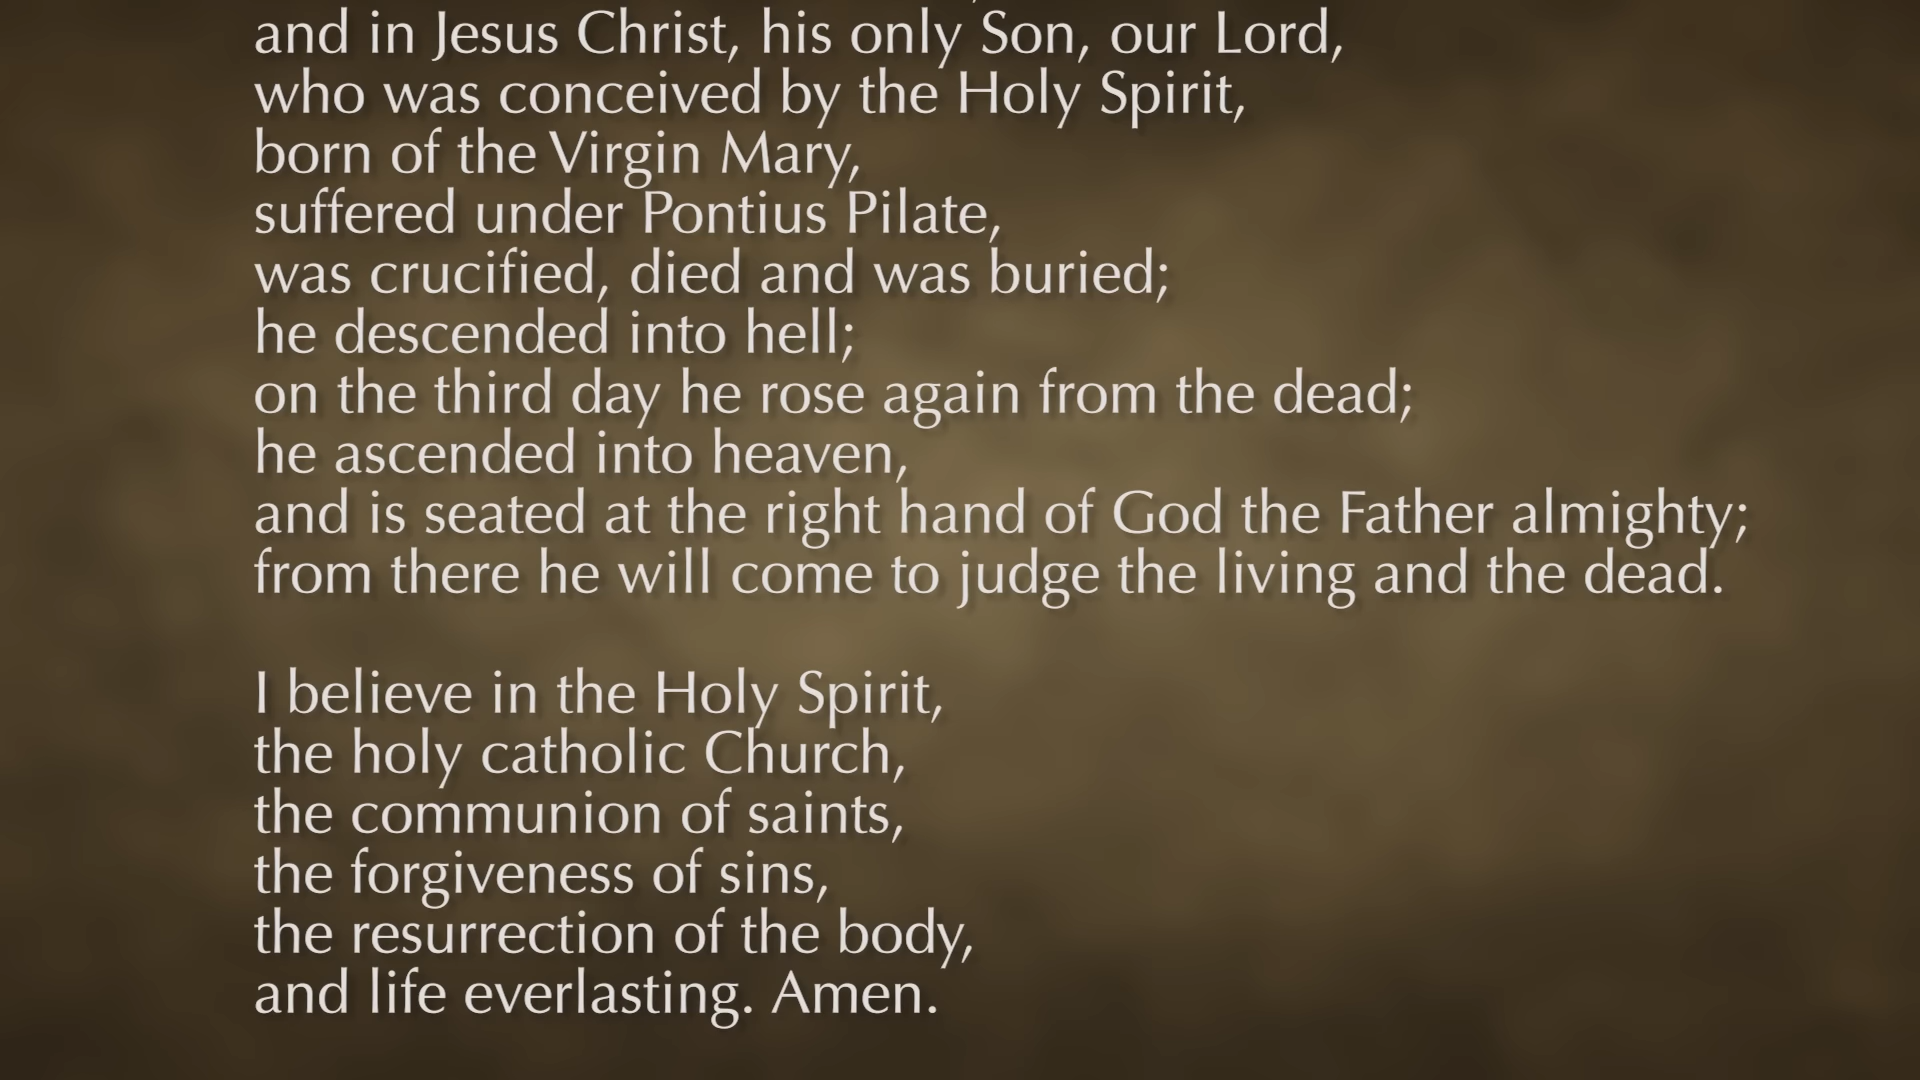 and in Jesus Christ, his only Son, our Lord,
who was conceived by the Holy Spirit,
born of the Virgin Mary,
suffered under Pontius Pilate,
was crucified, died and was buried;
he descended into hell;
on the third day he rose again from the dead;
he ascended into heaven,
and is seated at the right hand of God the Father almighty;
from there he will come to judge the living and the dead.
I believe in the Holy Spirit,
the holy catholic Church,
the communion of saints,
the forgiveness of sins,
the resurrection of the body,
and life everlasting. Amen.